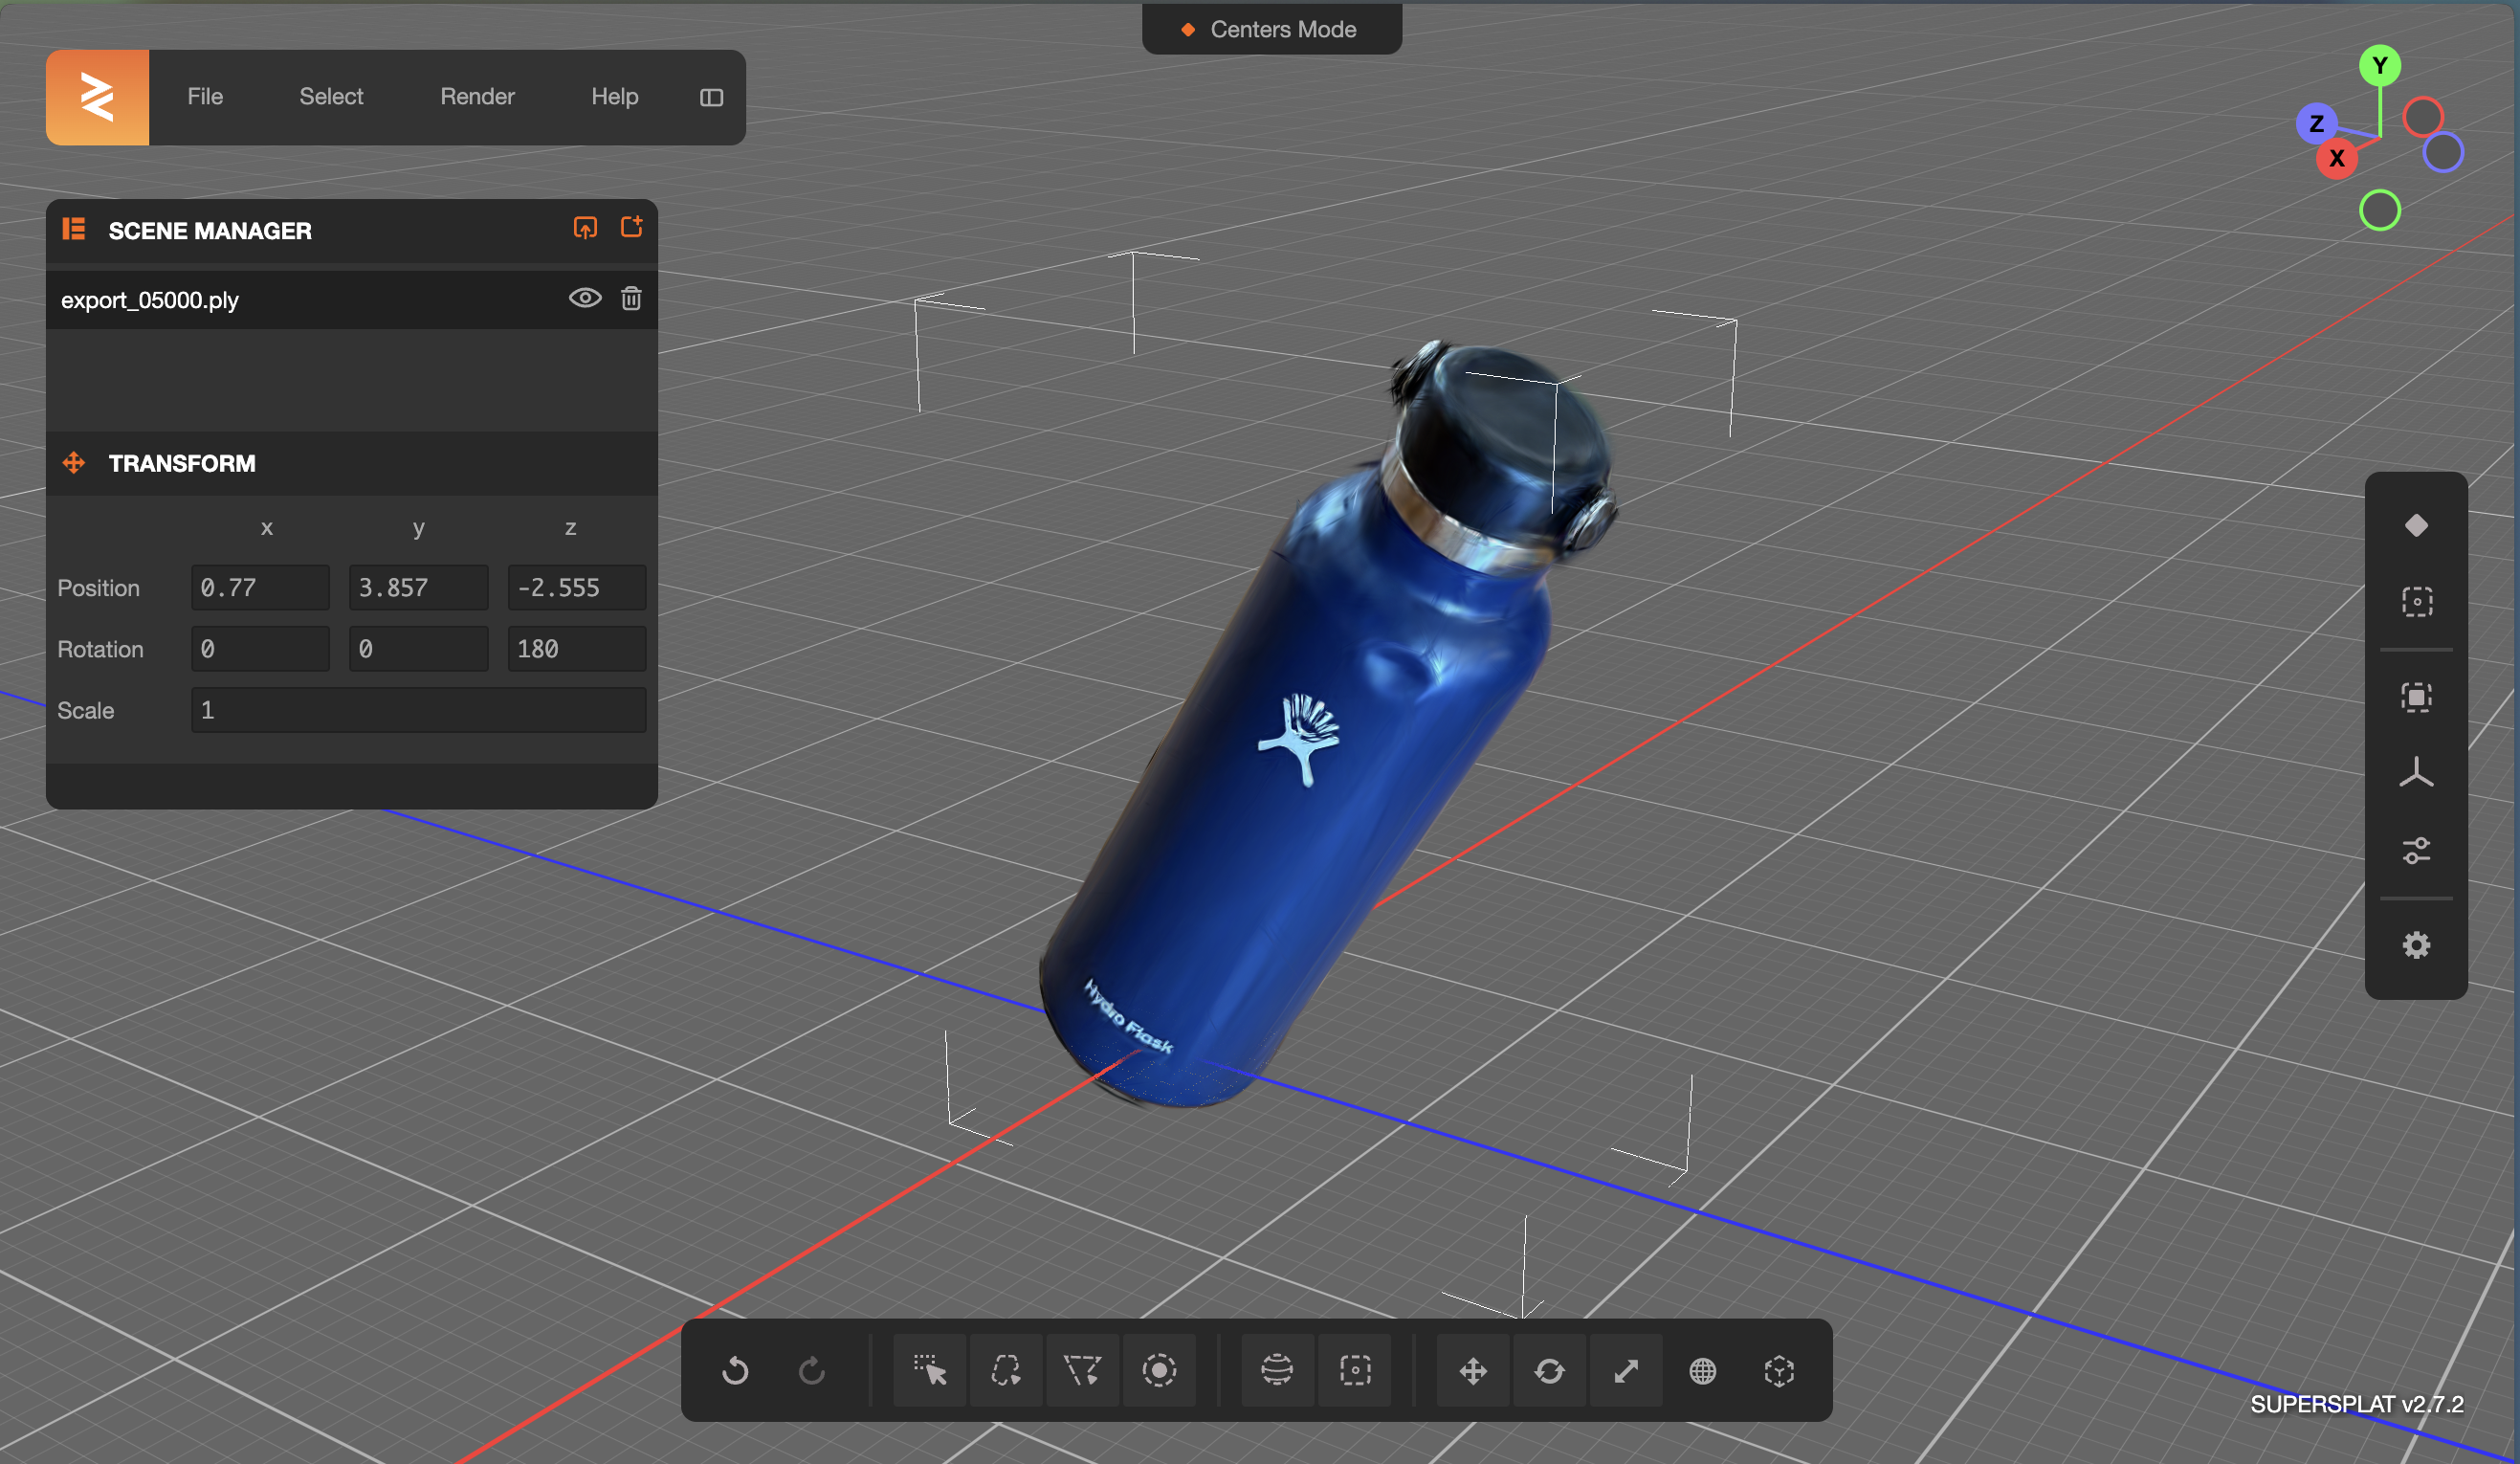 Centers Mode
File Select Render Help
Y
Z
X
SCENE MANAGER
export_05000.ply
TRANSFORM
x y z
Position 0.77 3.857 -2.555
Rotation 0 0 180
Scale 1
Hydro Flask
SUPERSPLAT v2.7.2